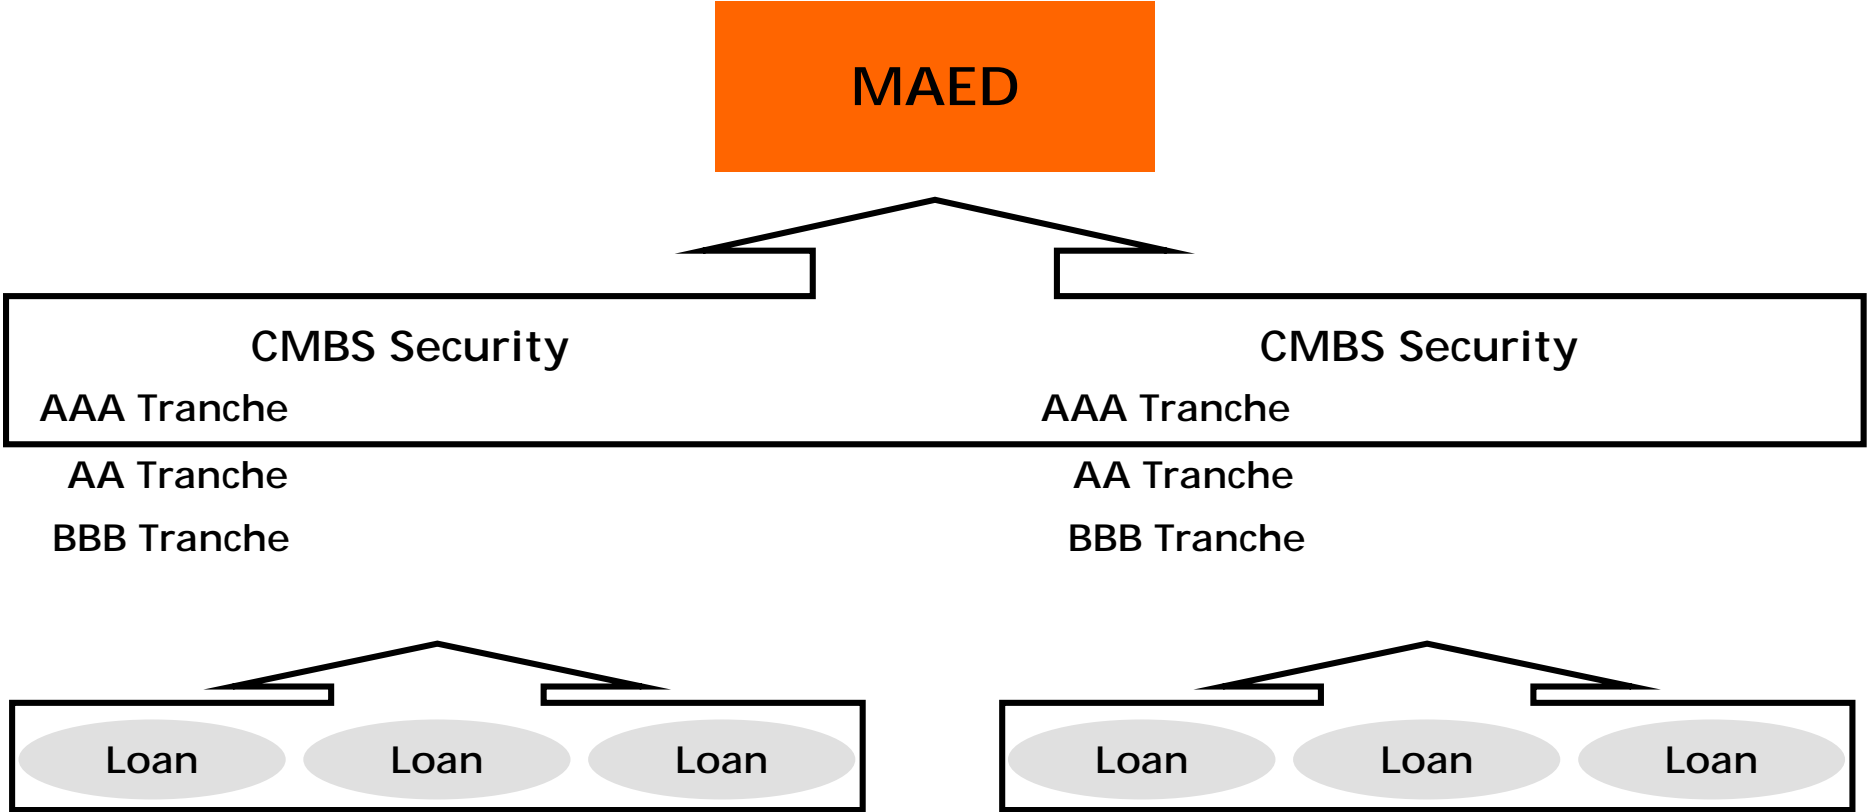 MAED
CMBS Security CMBS Security
AAA Tranche AAA Tranche
AA Tranche AA Tranche
BBB Tranche BBB Tranche
Loan Loan Loan Loan Loan Loan